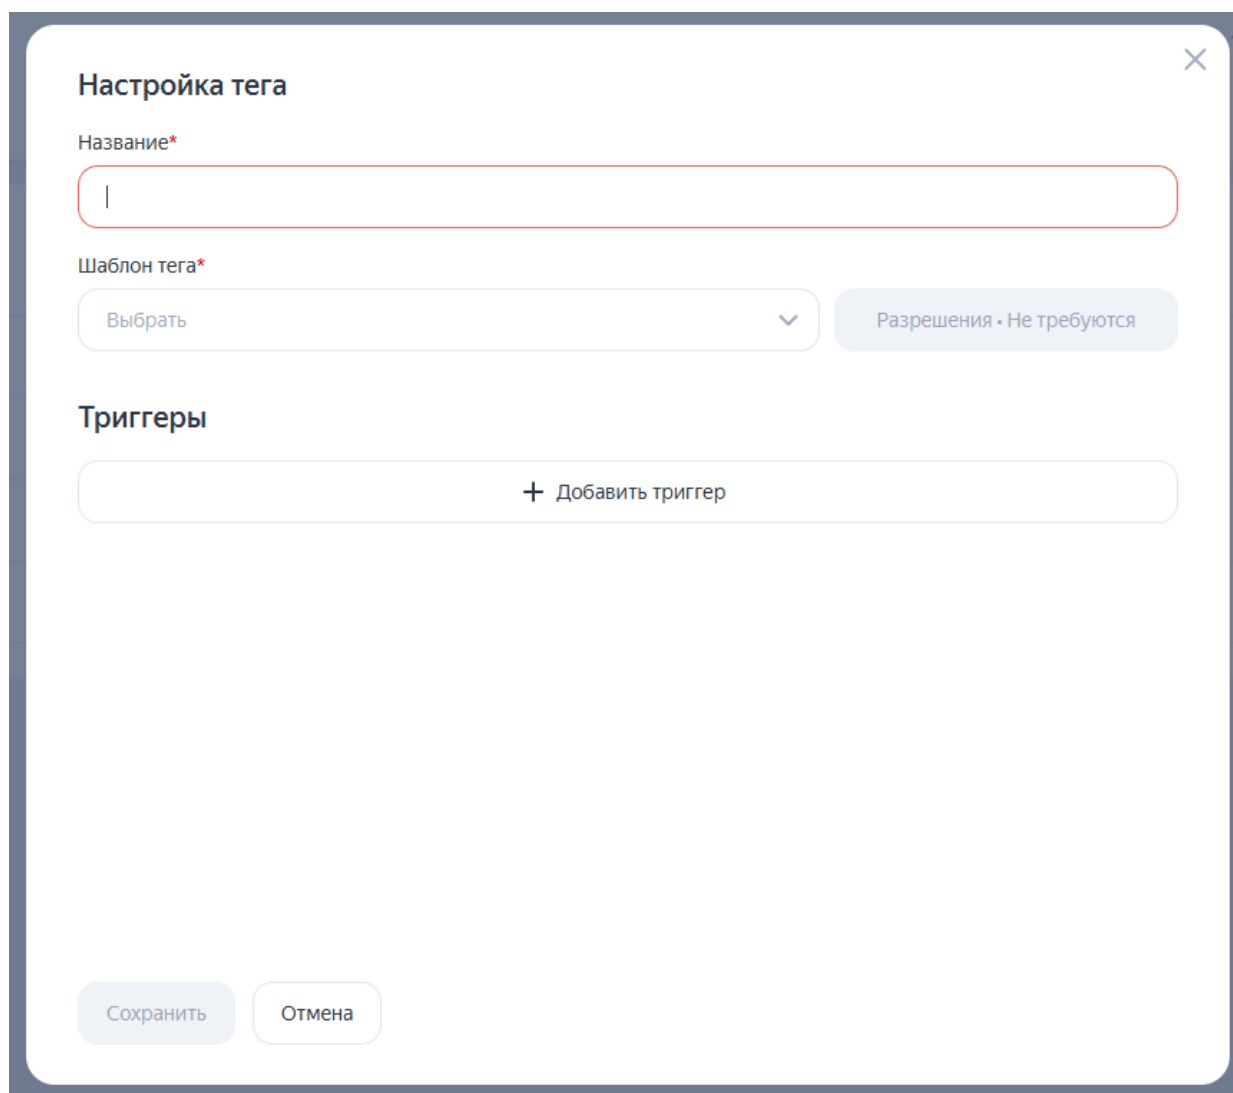 Настройка тега
Название*
Шаблон тега*
Выбрать
Разрешения • Не требуются
Триггеры
+ Добавить триггер
Сохранить
Отмена